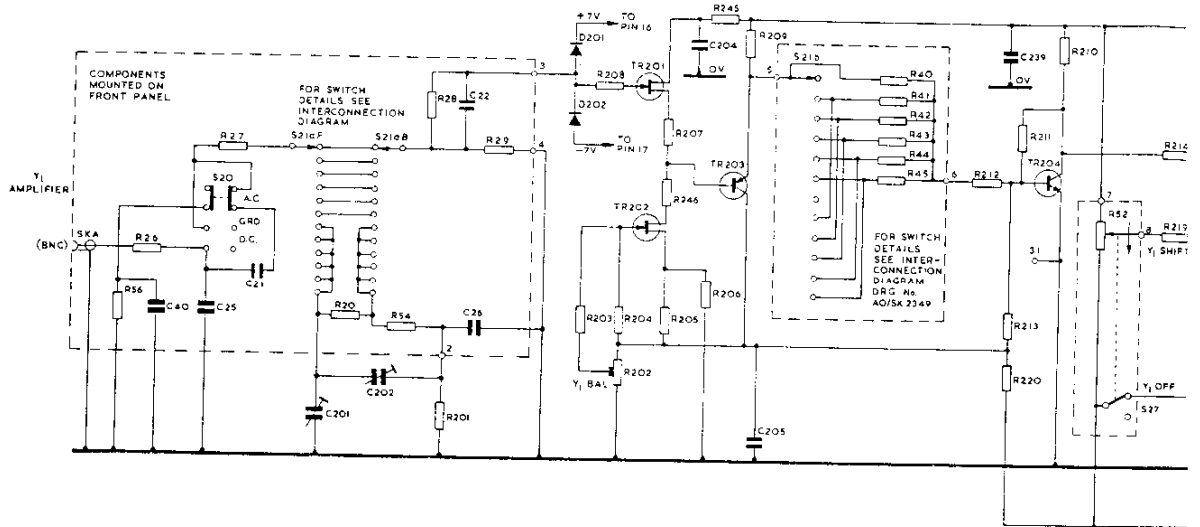 +7V
TO
PIN 16
D201
R245
COMPONENTS
MOUNTED ON
FRONT PANEL
FOR SWITCH
DETAILS SEE
INTERCONNECTION
DIAGRAM
R28
C22
3
D202
R208
TR201
C204
OV
R209
5
S21b
R40
R41
R42
R43
R44
R45
C239
OV
R210
R27
S21aF
S21aB
R29
4
-7V
TO
PIN 17
R207
TR203
R211
TR204
R214
Y1
AMPLIFIER
S20
A.C
GRD
D.C.
(BNC)
SKA
R26
C21
R246
TR202
6
R212
7
R52
8
R219
Y1 SHIFT
31
FOR SWITCH
DETAILS
SEE INTER-
CONNECTION
DIAGRAM
DRG No.
AO/SK 2349
R56
C40
C25
R20
R54
C26
2
R203
R204
R205
R206
R213
Y1 BAL
R202
R220
C202
C201
R201
C205
Y1 OFF
S27